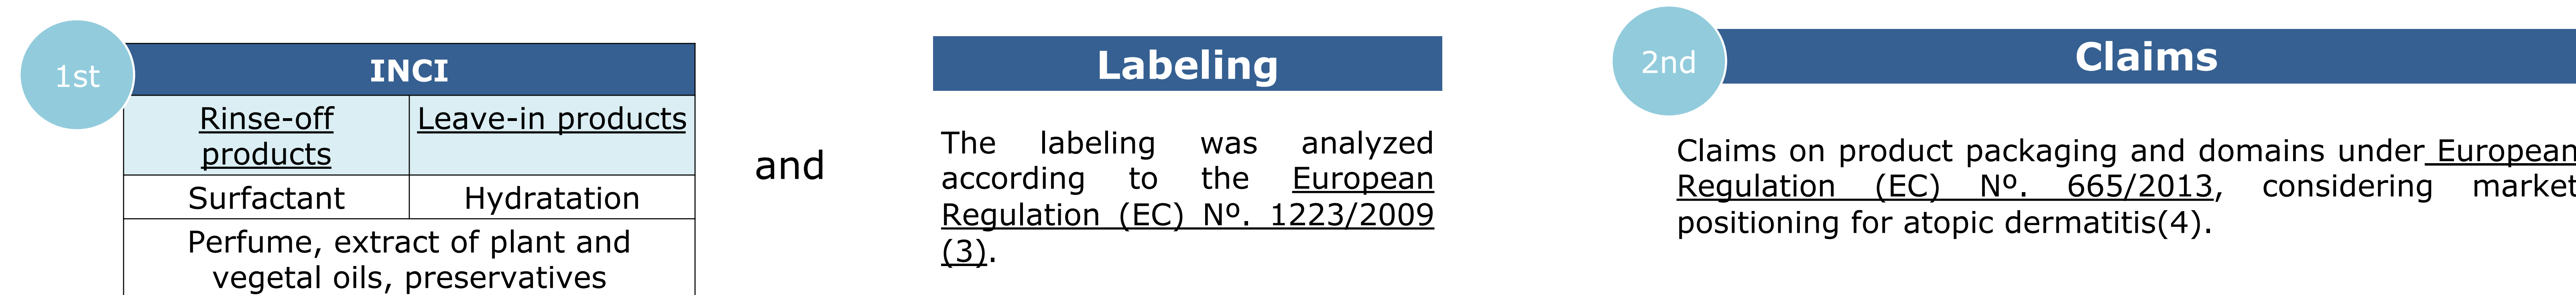 1st
INCI
Rinse-off
products
Leave-in products
Surfactant
Hydratation
Perfume, extract of plant and
vegetal oils, preservatives
and
Labeling
The labeling was analyzed
according to the European
Regulation (EC) Nº. 1223/2009
(3).
2nd
Claims
Claims on product packaging and domains under European
Regulation (EC) Nº. 665/2013, considering market
positioning for atopic dermatitis(4).